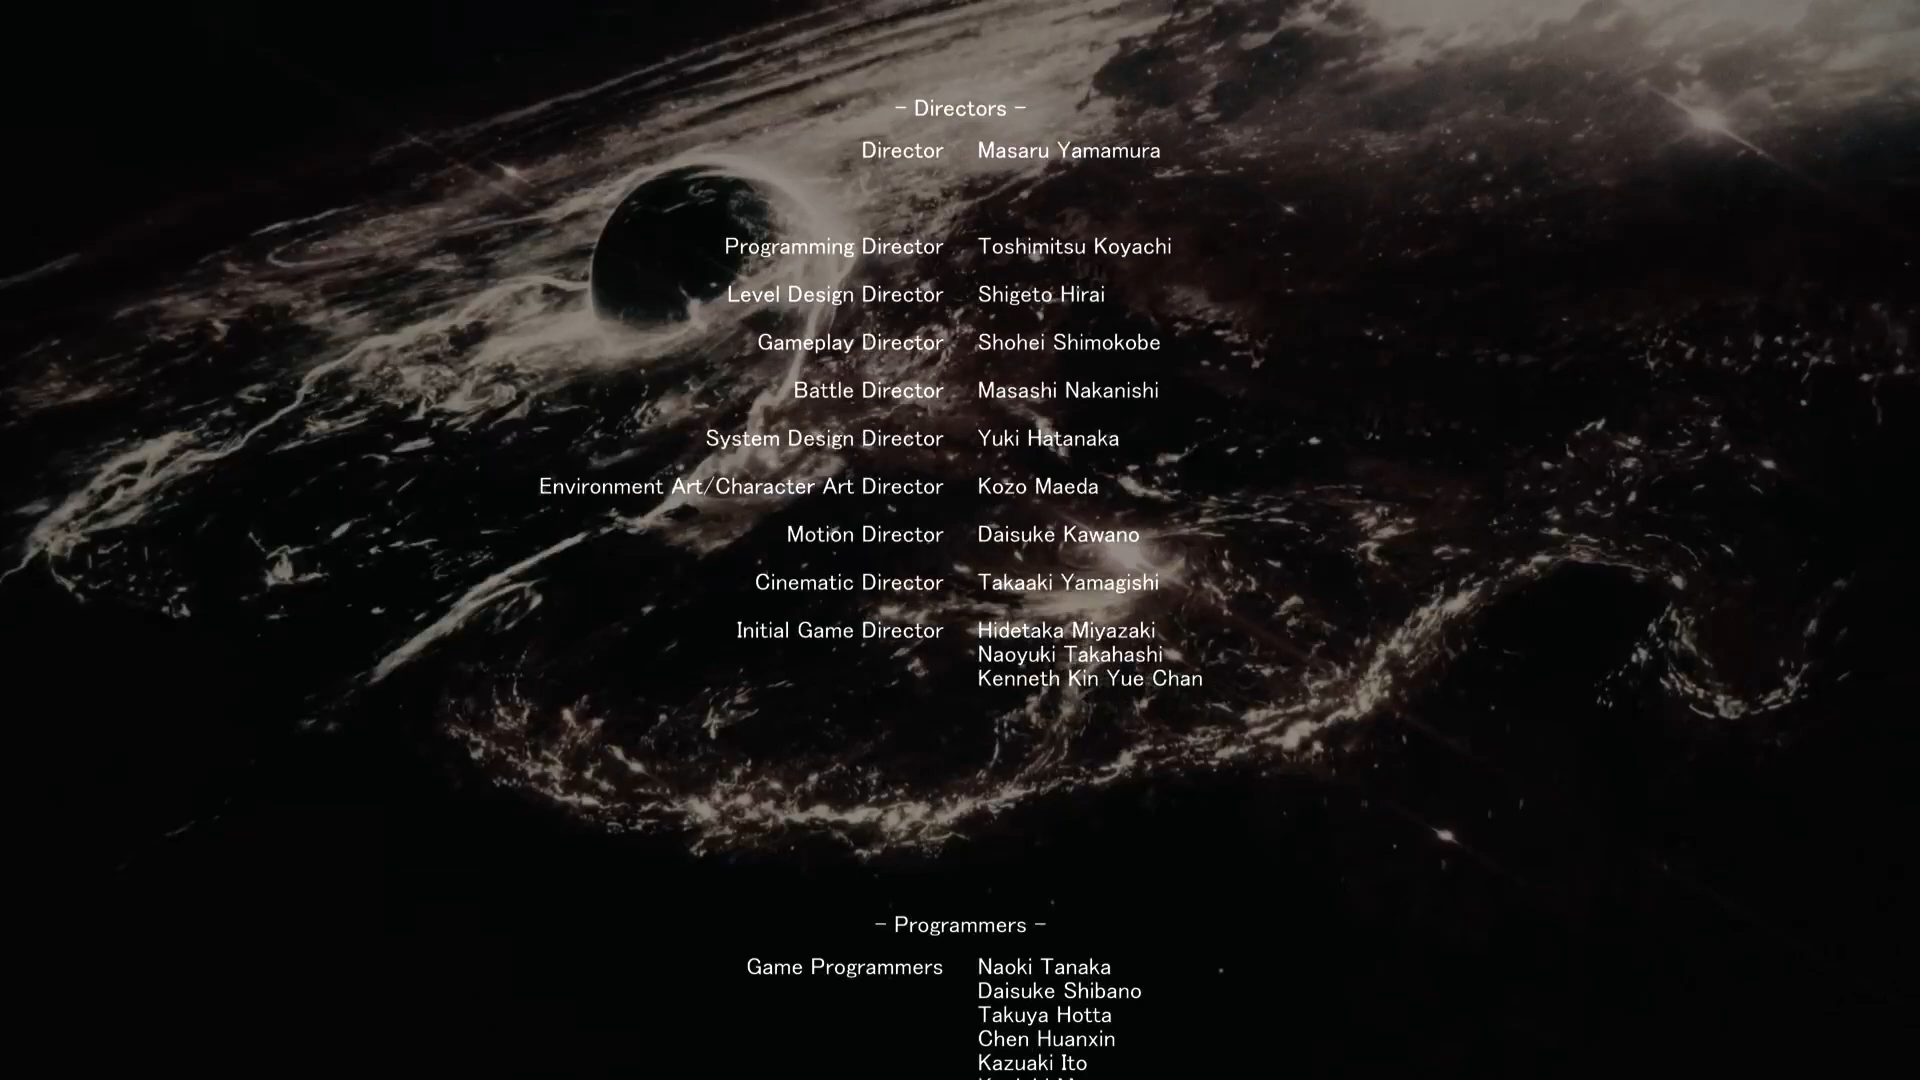 – Directors –
Director Masaru Yamamura
Programming Director Toshimitsu Koyachi
Level Design Director Shigeto Hirai
Gameplay Director Shohei Shimokobe
Battle Director Masashi Nakanishi
System Design Director Yuki Hatanaka
Environment Art/Character Art Director Kozo Maeda
Motion Director Daisuke Kawano
Cinematic Director Takaaki Yamagishi
Initial Game Director Hidetaka Miyazaki
Naoyuki Takahashi
Kenneth Kin Yue Chan
– Programmers –
Game Programmers Naoki Tanaka
Daisuke Shibano
Takuya Hotta
Chen Huanxin
Kazuaki Ito